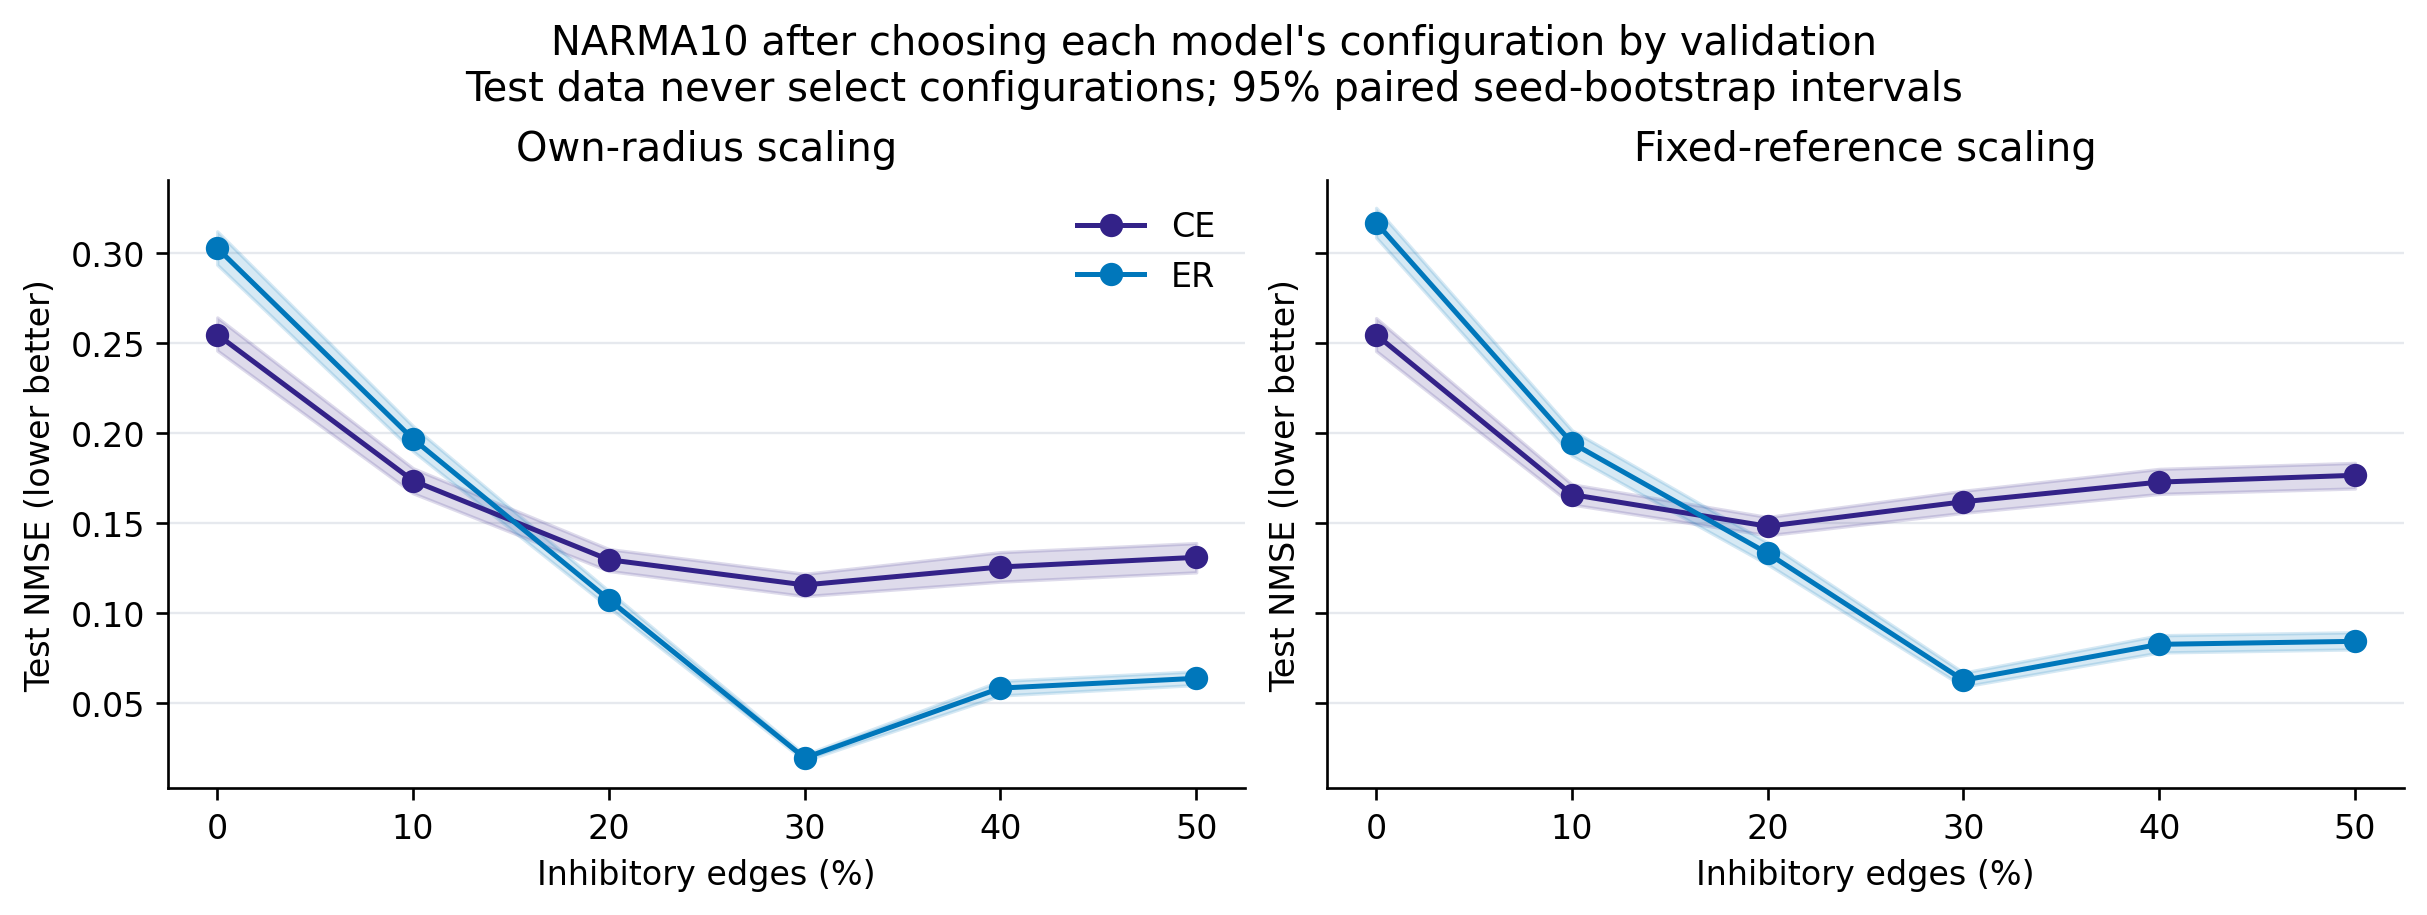 NARMA10 after choosing each model's configuration by validation
Test data never select configurations; 95% paired seed-bootstrap intervals
Own-radius scaling
Test NMSE (lower better)
0.30
0.25
0.20
0.15
0.10
0.05
CE
ER
0 10 20 30 40 50
Inhibitory edges (%)
Fixed-reference scaling
Test NMSE (lower better)
0 10 20 30 40 50
Inhibitory edges (%)